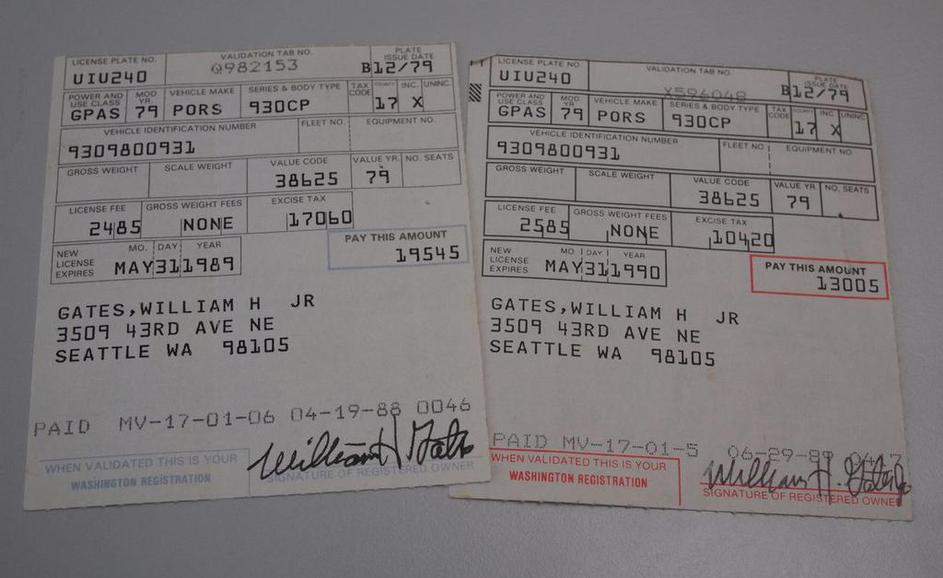 LICENSE PLATE NO. VALIDATION TAB NO. PLATE ISSUE DATE
UIU240 Q982153 B12/79
POWER AND USE CLASS MOD YR. VEHICLE MAKE SERIES & BODY TYPE TAX CODE COUNTY INC. UNINC.
GPAS 79 PORS 930CP 17 X
VEHICLE IDENTIFICATION NUMBER FLEET NO. EQUIPMENT NO.
9309800931
GROSS WEIGHT SCALE WEIGHT VALUE CODE VALUE YR. NO. SEATS
38625 79
LICENSE FEE GROSS WEIGHT FEES EXCISE TAX
2485 NONE 17060
NEW LICENSE EXPIRES MO. DAY YEAR PAY THIS AMOUNT
MAY 31 1989 19545
GATES,WILLIAM H JR
3509 43RD AVE NE
SEATTLE WA 98105
PAID MV-17-01-06 04-19-88 0046
William H Gates
WHEN VALIDATED THIS IS YOUR SIGNATURE OF REGISTERED OWNER
WASHINGTON REGISTRATION
LICENSE PLATE NO. VALIDATION TAB NO. PLATE ISSUE DATE
UIU240 X596048 B12/79
POWER AND USE CLASS MOD YR. VEHICLE MAKE SERIES & BODY TYPE TAX CODE COUNTY INC. UNINC.
GPAS 79 PORS 930CP 17 X
VEHICLE IDENTIFICATION NUMBER FLEET NO. EQUIPMENT NO.
9309800931
GROSS WEIGHT SCALE WEIGHT VALUE CODE VALUE YR. NO. SEATS
38625 79
LICENSE FEE GROSS WEIGHT FEES EXCISE TAX
2585 NONE 10420
NEW LICENSE EXPIRES MO. DAY YEAR PAY THIS AMOUNT
MAY 31 1990 13005
GATES,WILLIAM H JR
3509 43RD AVE NE
SEATTLE WA 98105
PAID MV-17-01-5 06-29-89
William H. Gates
WHEN VALIDATED THIS IS YOUR SIGNATURE OF REGISTERED OWNER
WASHINGTON REGISTRATION